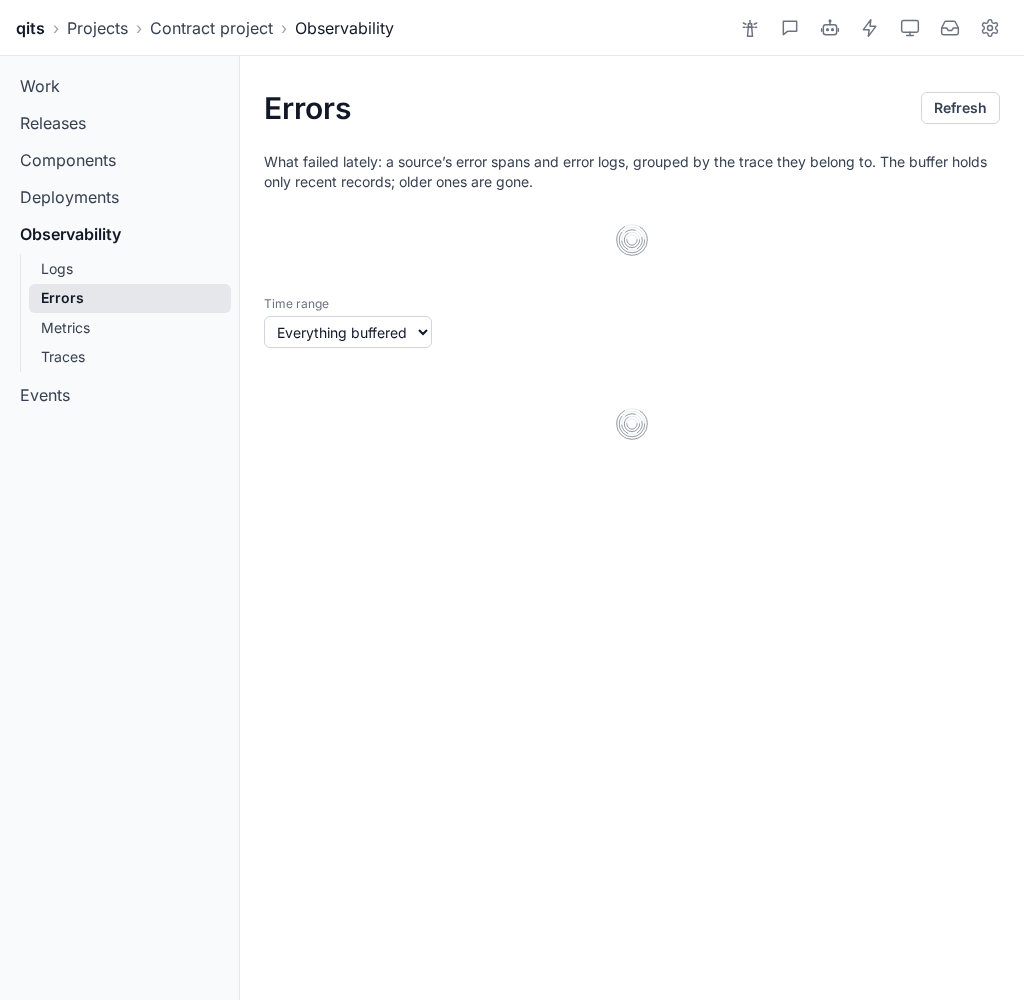 qits › Projects › Contract project › Observability
Work
Releases
Components
Deployments
Observability
Logs
Errors
Metrics
Traces
Events
Errors
Refresh
What failed lately: a source’s error spans and error logs, grouped by the trace they belong to. The buffer holds
only recent records; older ones are gone.
Time range
Everything buffered